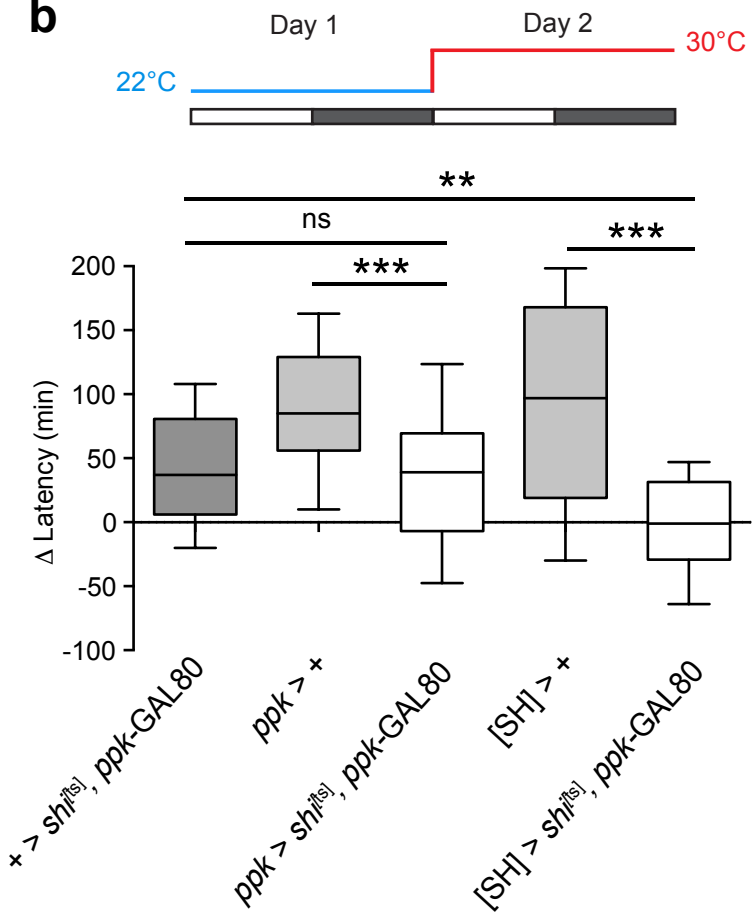 b
Day 1
Day 2
22°C
30°C
**
ns
***
***
Δ Latency (min)
200
150
100
50
0
-50
-100
+ > shi[ts], ppk-GAL80
ppk > +
ppk > shi[ts], ppk-GAL80
[SH] > +
[SH] > shi[ts], ppk-GAL80